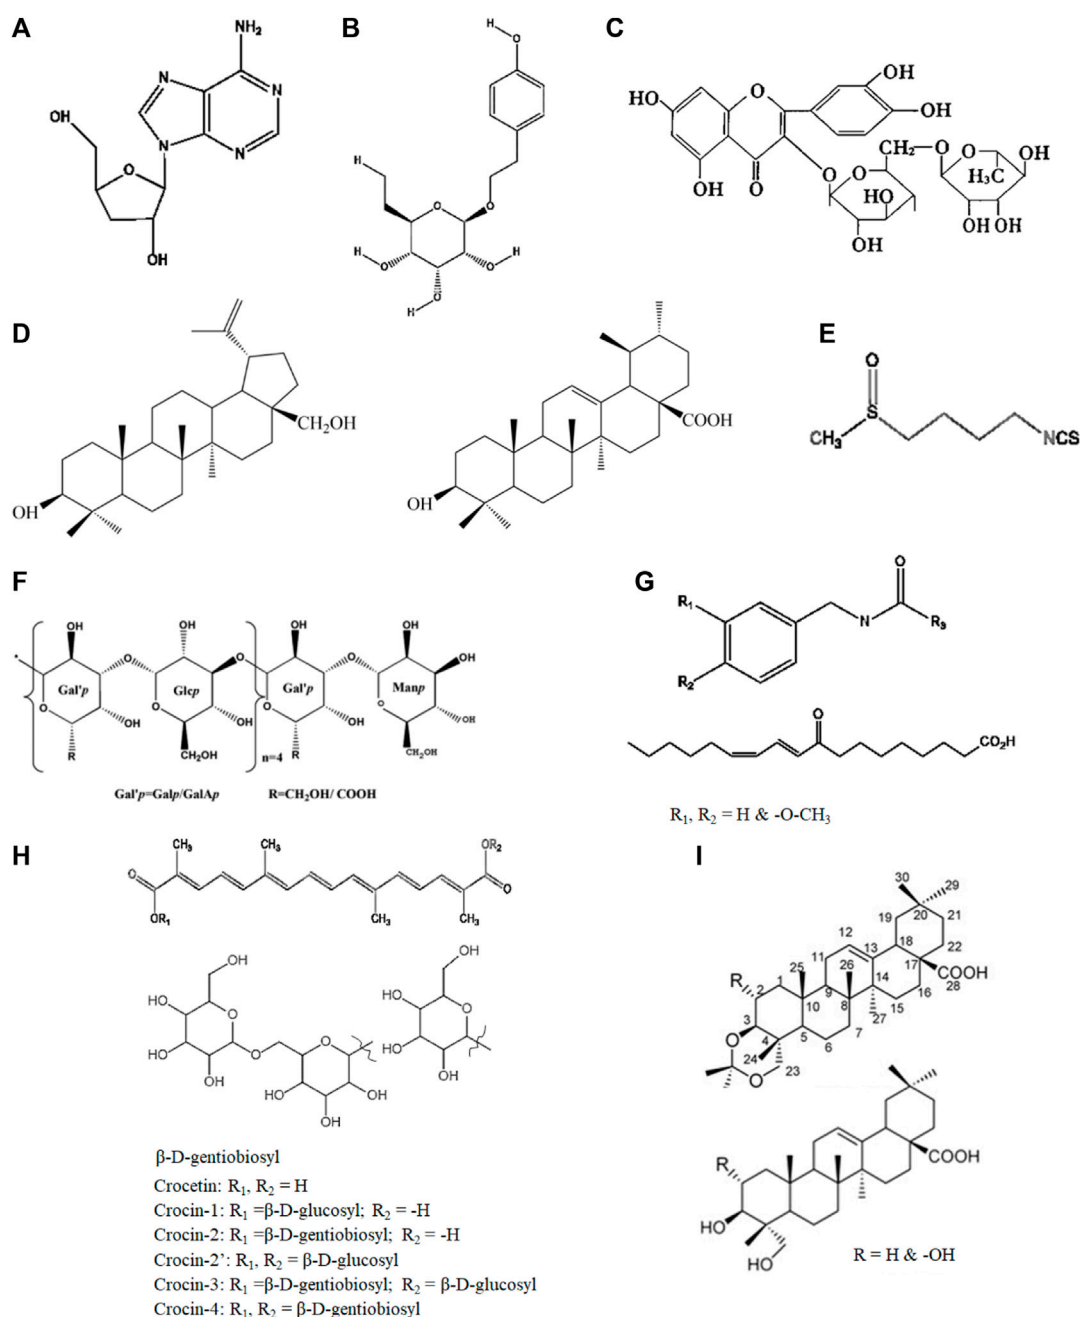 A
NH₂
N
N
N
N
OH
O
OH
B
H
O
H
O
O
H
O
O
H
O
H
C
OH
OH
HO
O
OH
O
O
CH₂
O
O
O
OH
H₃C
HO
OH
OH
OH
OH
D
CH₂OH
OH
COOH
OH
E
O
S
CH₃
NCS
F
OH
OH
OH
OH
OH
O
O
O
OH
Gal'p
Glcp
Gal'p
Manp
O
OH
O
OH
O
OH
O
OH
R
CH₂OH
R
CH₂OH
n=4
Gal'p=Galp/GalAp
R=CH₂OH/ COOH
G
O
R₁
N
R₃
R₂
O
CO₂H
R₁, R₂ = H & -O-CH₃
H
CH₃
CH₃
OR₂
O
O
OR₁
CH₃
CH₃
OH
OH
HO
O
HO
O
HO
O
O
HO
OH
OH
HO
OH
OH
OH
β-D-gentiobiosyl
Crocetin: R₁, R₂ = H
Crocin-1: R₁ =β-D-glucosyl; R₂ = -H
Crocin-2: R₁ =β-D-gentiobiosyl; R₂ = -H
Crocin-2’: R₁, R₂ = β-D-glucosyl
Crocin-3: R₁ =β-D-gentiobiosyl; R₂ = β-D-glucosyl
Crocin-4: R₁, R₂ = β-D-gentiobiosyl
I
30
29
20
19
21
12
18
22
11
13
17
25
26
COOH
R
1
14
28
2
9
16
10
8
15
3
27
5
7
4
6
O
24
23
O
R
COOH
HO
HO
R = H & -OH